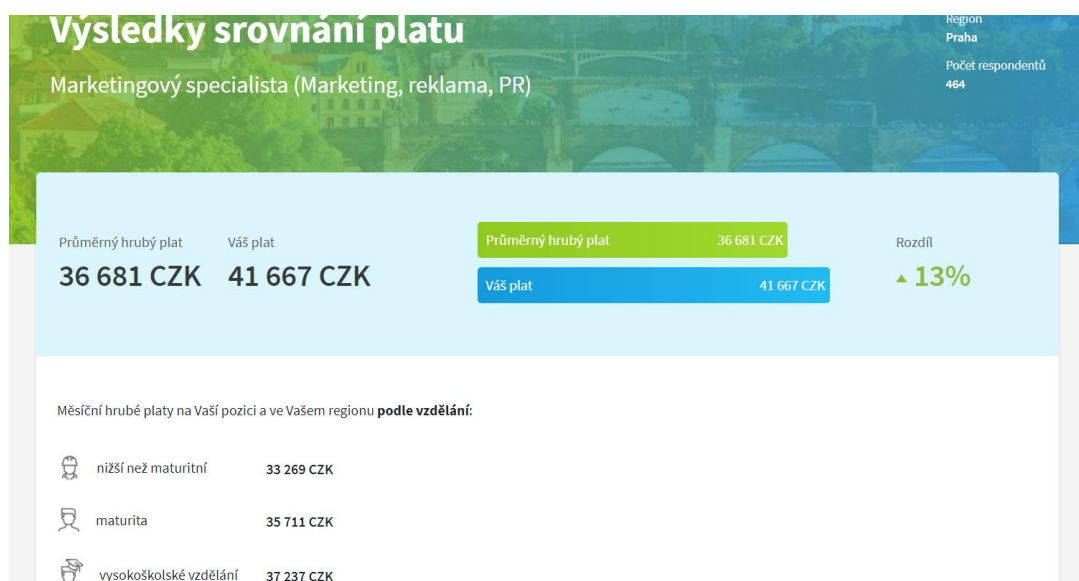 Výsledky srovnání platu
Marketingový specialista (Marketing, reklama, PR)
Region
Praha
Počet respondentů
464
Průměrný hrubý plat
36 681 CZK
Váš plat
41 667 CZK
Průměrný hrubý plat 36 681 CZK
Váš plat 41 667 CZK
Rozdíl
13%
Měsíční hrubé platy na Vaší pozici a ve Vašem regionu podle vzdělání:
nižší než maturitní 33 269 CZK
maturita 35 711 CZK
vysokoškolské vzdělání 37 237 CZK